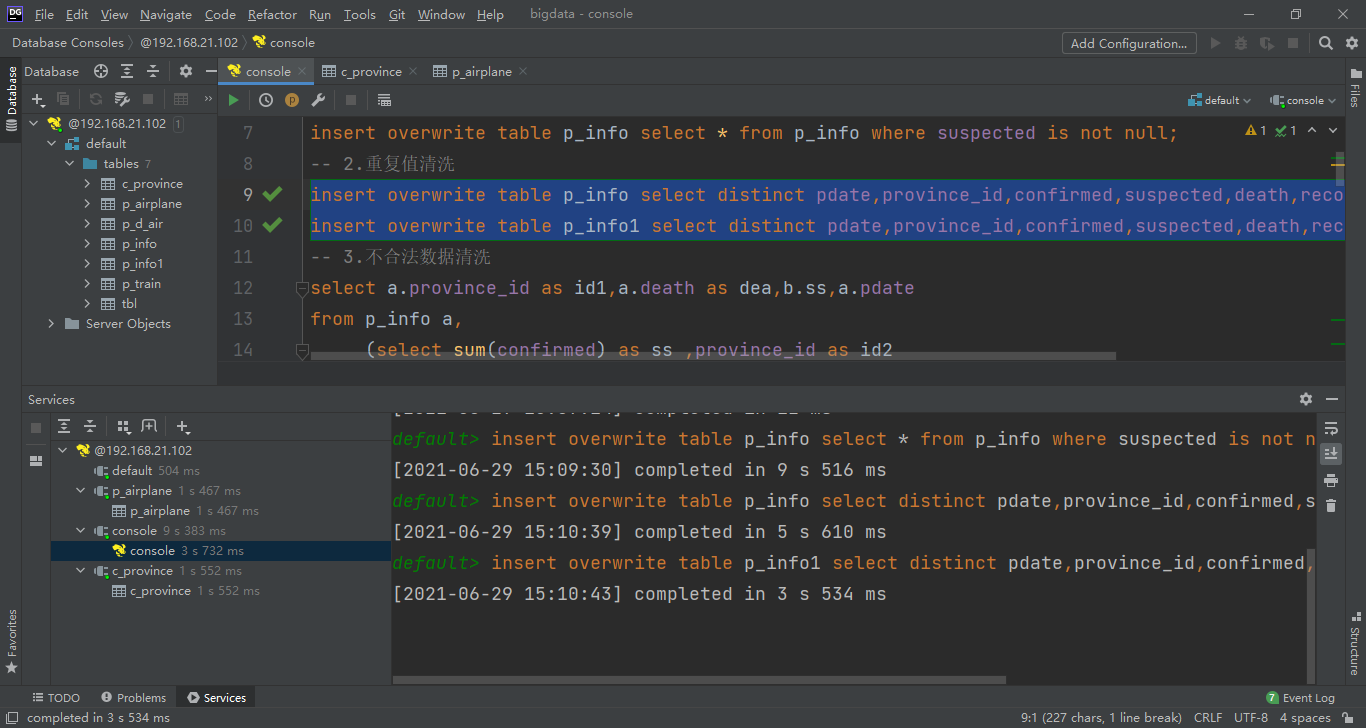 DG File Edit View Navigate Code Refactor Run Tools Git Window Help bigdata - console
Database Consoles @192.168.21.102 console Add Configuration...
Database
Database
console c_province p_airplane
default console
@192.168.21.102 1
default
tables 7
c_province
p_airplane
p_d_air
p_info
p_info1
p_train
tbl
Server Objects
7 insert overwrite table p_info select * from p_info where suspected is not null;
1 1
8 -- 2.重复值清洗
9 insert overwrite table p_info select distinct pdate,province_id,confirmed,suspected,death,reco
10 insert overwrite table p_info1 select distinct pdate,province_id,confirmed,suspected,death,rec
11 -- 3.不合法数据清洗
12 select a.province_id as id1,a.death as dea,b.ss,a.pdate
13 from p_info a,
14 (select sum(confirmed) as ss ,province_id as id2
Files
Services
@192.168.21.102
default 504 ms
p_airplane 1 s 467 ms
p_airplane 1 s 467 ms
console 9 s 383 ms
console 3 s 732 ms
c_province 1 s 552 ms
c_province 1 s 552 ms
default> insert overwrite table p_info select * from p_info where suspected is not n
[2021-06-29 15:09:30] completed in 9 s 516 ms
default> insert overwrite table p_info select distinct pdate,province_id,confirmed,s
[2021-06-29 15:10:39] completed in 5 s 610 ms
default> insert overwrite table p_info1 select distinct pdate,province_id,confirmed,
[2021-06-29 15:10:43] completed in 3 s 534 ms
Favorites
Structure
TODO Problems Services 7 Event Log
completed in 3 s 534 ms 9:1 (227 chars, 1 line break) CRLF UTF-8 4 spaces